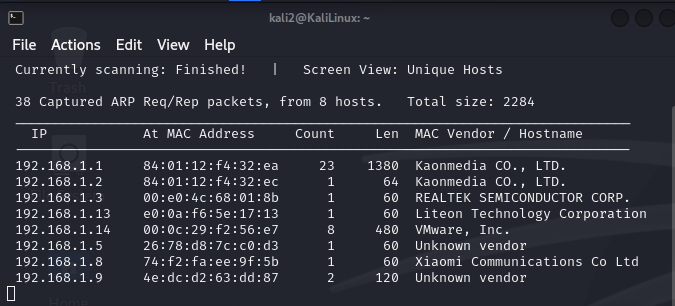 kali2@KaliLinux: ~
File Actions Edit View Help
Currently scanning: Finished! | Screen View: Unique Hosts
38 Captured ARP Req/Rep packets, from 8 hosts. Total size: 2284
IP At MAC Address Count Len MAC Vendor / Hostname
192.168.1.1 84:01:12:f4:32:ea 23 1380 Kaonmedia CO., LTD.
192.168.1.2 84:01:12:f4:32:ec 1 64 Kaonmedia CO., LTD.
192.168.1.3 00:e0:4c:68:01:8b 1 60 REALTEK SEMICONDUCTOR CORP.
192.168.1.13 e0:0a:f6:5e:17:13 1 60 Liteon Technology Corporation
192.168.1.14 00:0c:29:f2:56:e7 8 480 VMware, Inc.
192.168.1.5 26:78:d8:7c:c0:d3 1 60 Unknown vendor
192.168.1.8 74:f2:fa:ee:9f:5b 1 60 Xiaomi Communications Co Ltd
192.168.1.9 4e:dc:d2:63:dd:87 2 120 Unknown vendor
Trash
Home